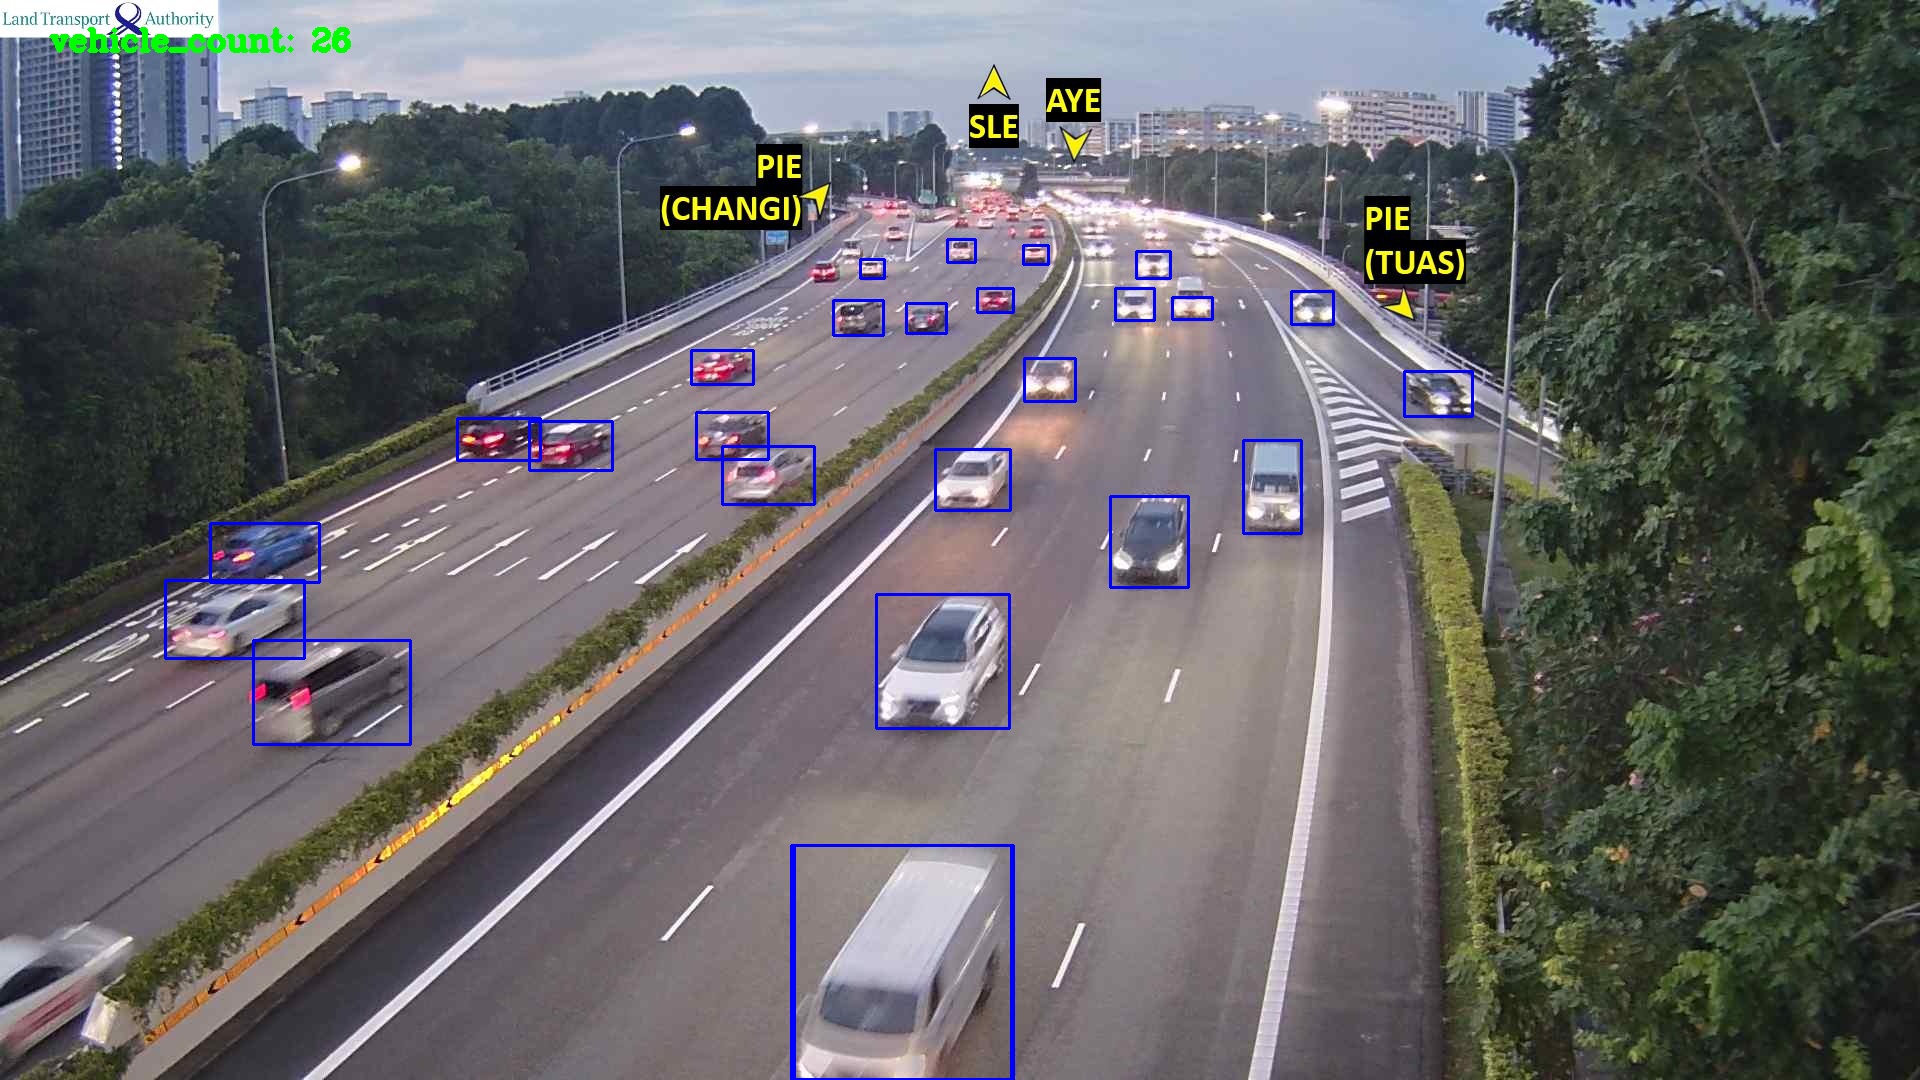 Land Transport Authority
vehicle_count: 26
SLE
AYE
PIE
(CHANGI)
PIE
(TUAS)